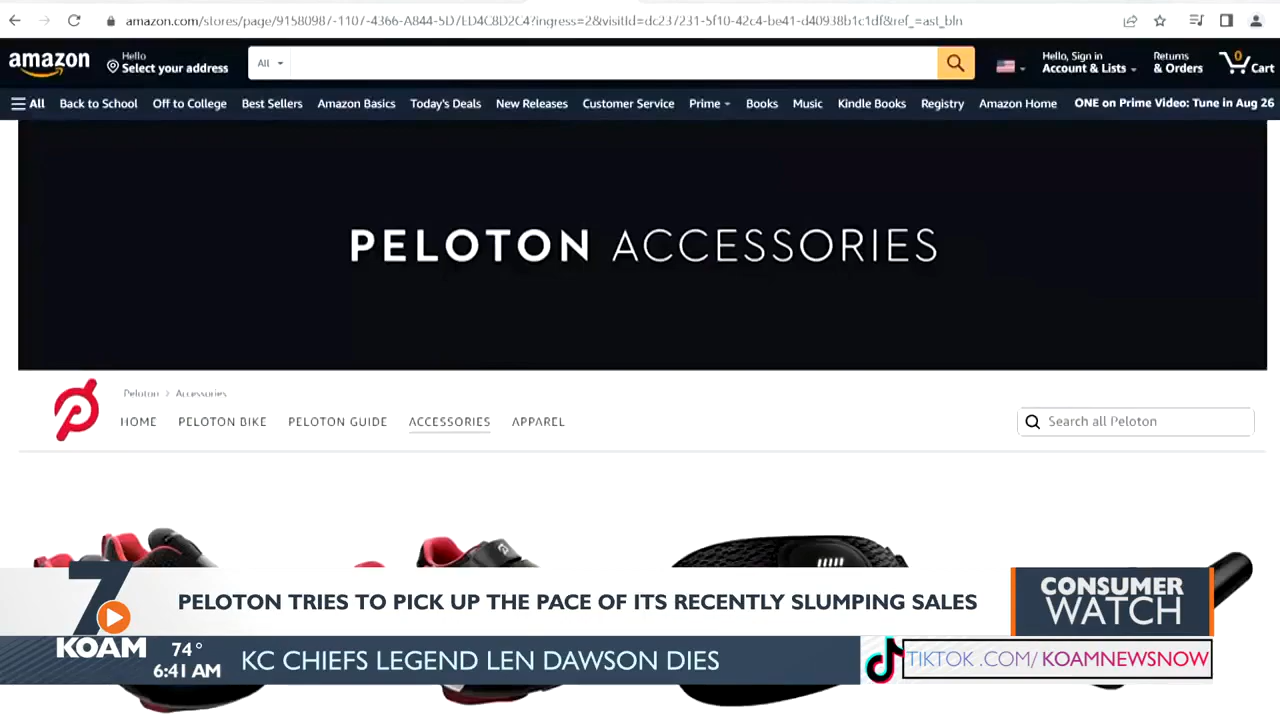 amazon.com/stores/page/91580987-1107-4366-A844-5D7ED4C8D2C4?ingress=2&visitId=dc237231-5f10-42c4-be41-d40938b1c1df&ref_=ast_bln
amazon
Hello
Select your address
All
Hello, Sign in
Account & Lists
Returns
& Orders
0
Cart
All Back to School Off to College Best Sellers Amazon Basics Today's Deals New Releases Customer Service Prime Books Music Kindle Books Registry Amazon Home ONE on Prime Video: Tune in Aug 26
PELOTON ACCESSORIES
Peloton > Accessories
HOME PELOTON BIKE PELOTON GUIDE ACCESSORIES APPAREL
Search all Peloton
7
KOAM
PELOTON TRIES TO PICK UP THE PACE OF ITS RECENTLY SLUMPING SALES
CONSUMER
WATCH
74°
6:41 AM
KC CHIEFS LEGEND LEN DAWSON DIES
TIKTOK .COM/ KOAMNEWSNOW